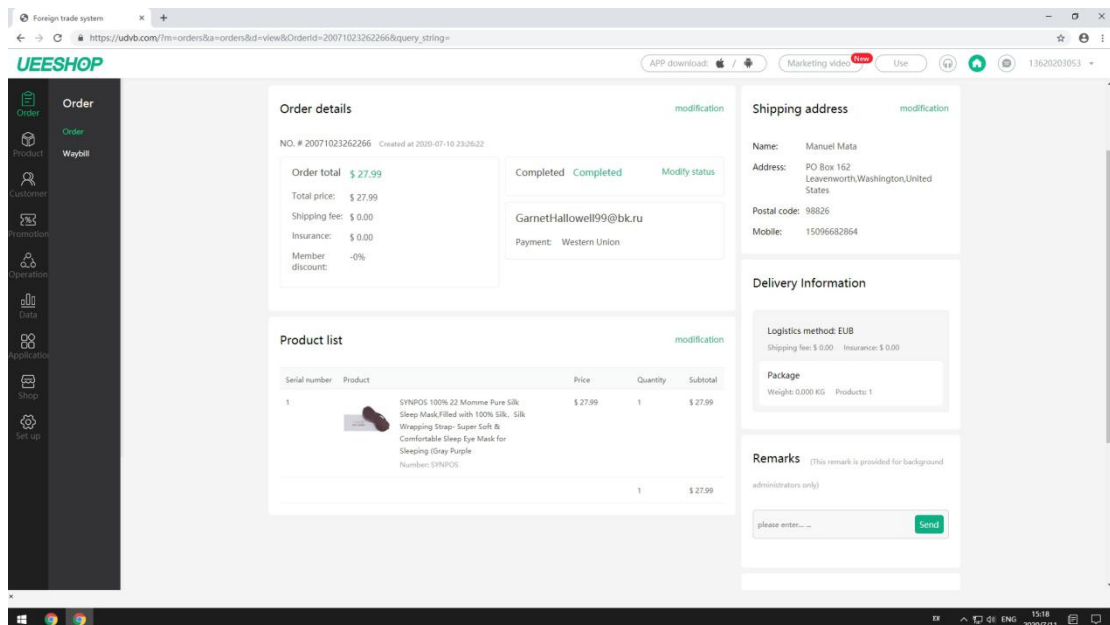 Foreign trade system
https://udvb.com/?m=orders&a=orders&d=view&OrderId=20071023262266&query_string=
UEESHOP
APP download: /
Marketing video
New
Use
13620203053
Order
Product
Customer
Promotion
Operation
Data
Application
Shop
Set up
Order
Order
Waybill
Order details
modification
NO. # 20071023262266 Created at 2020-07-10 23:26:22
Order total $ 27.99
Total price: $ 27.99
Shipping fee: $ 0.00
Insurance: $ 0.00
Member -0%
discount:
Completed Completed Modify status
GarnetHallowell99@bk.ru
Payment: Western Union
Product list
modification
Serial number Product Price Quantity Subtotal
1 SYNPOS 100% 22 Momme Pure Silk $ 27.99 1 $ 27.99
Sleep Mask,Filled with 100% Silk, Silk
Wrapping Strap- Super Soft &
Comfortable Sleep Eye Mask for
Sleeping (Gray Purple
Number: SYNPOS
1 $ 27.99
Shipping address
modification
Name: Manuel Mata
Address: PO Box 162
Leavenworth,Washington,United
States
Postal code: 98826
Mobile: 15096682864
Delivery Information
Logistics method: EUB
Shipping fee: $ 0.00 Insurance: $ 0.00
Package
Weight: 0.000 KG Products: 1
Remarks (This remark is provided for background
administrators only)
please enter... ...
Send
ENG
15:18
2020/7/11